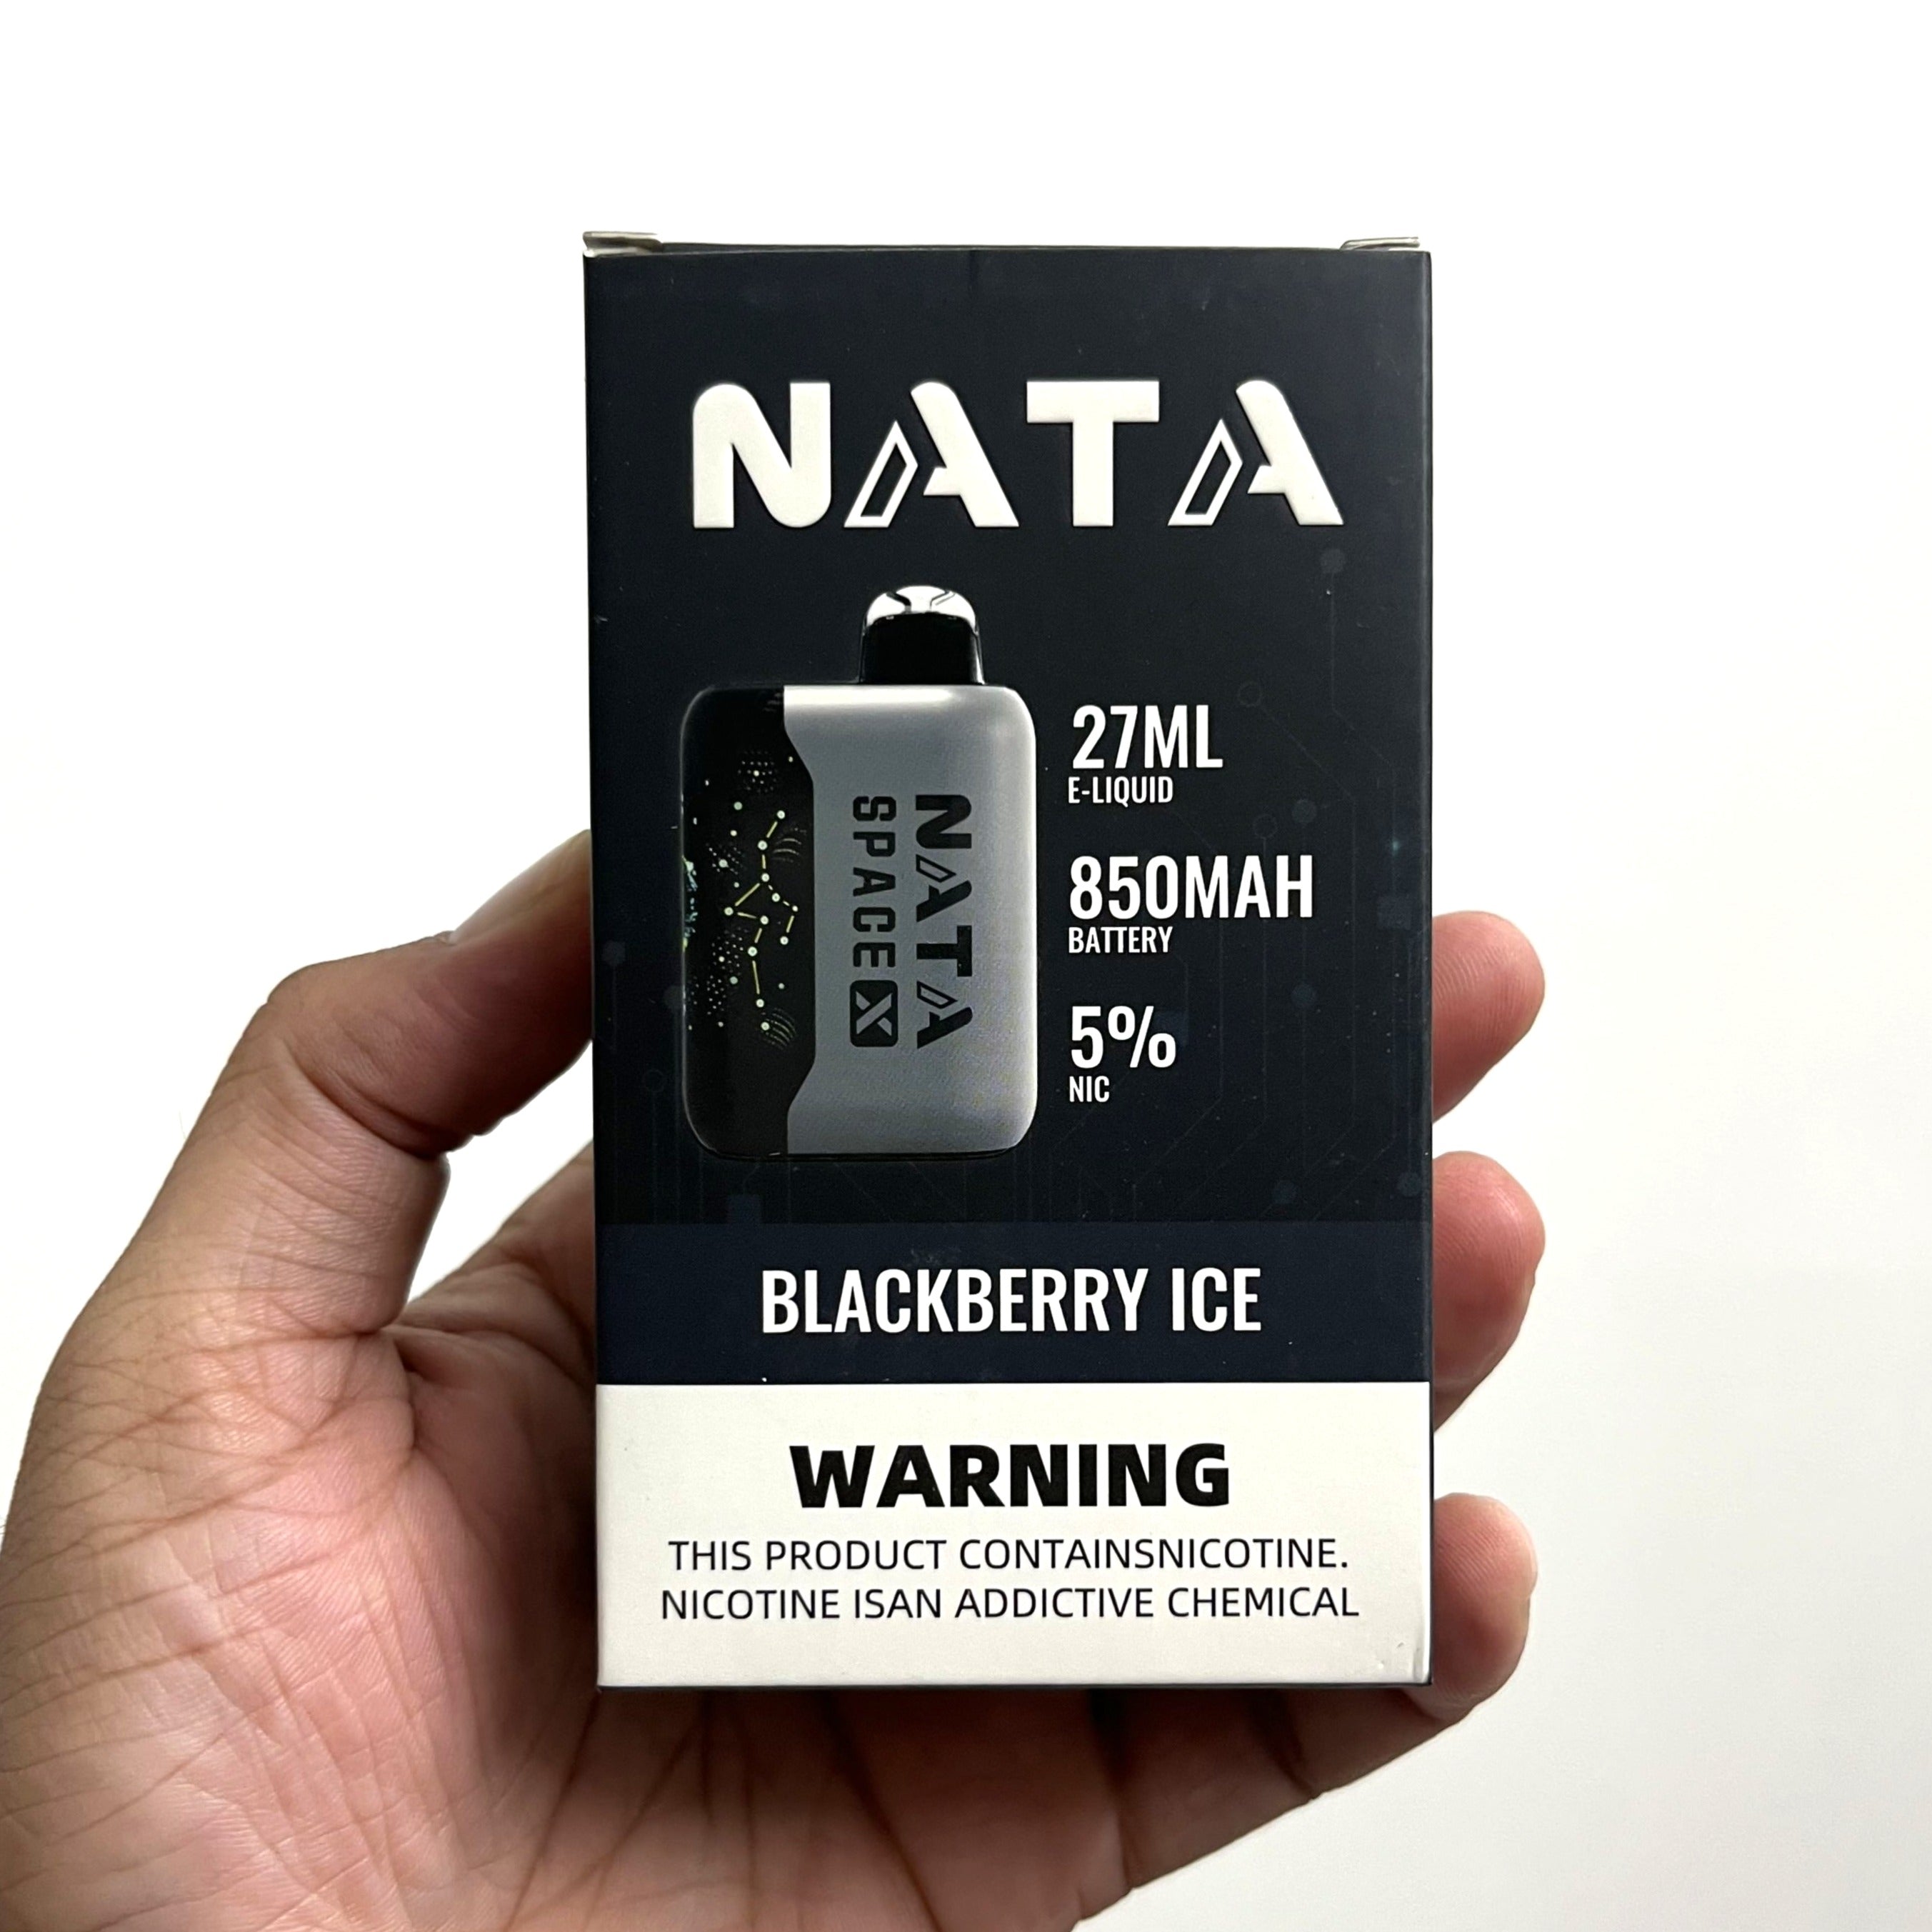 NATA
NATA
SPACE X
27ML
E-LIQUID
850MAH
BATTERY
5%
NIC
BLACKBERRY ICE
WARNING
THIS PRODUCT CONTAINSNICOTINE.
NICOTINE ISAN ADDICTIVE CHEMICAL